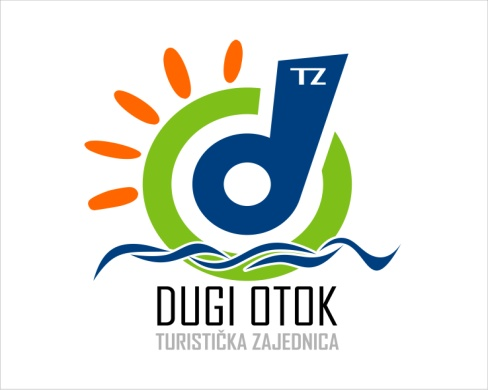 TZ
d
DUGI OTOK
TURISTIČKA ZAJEDNICA